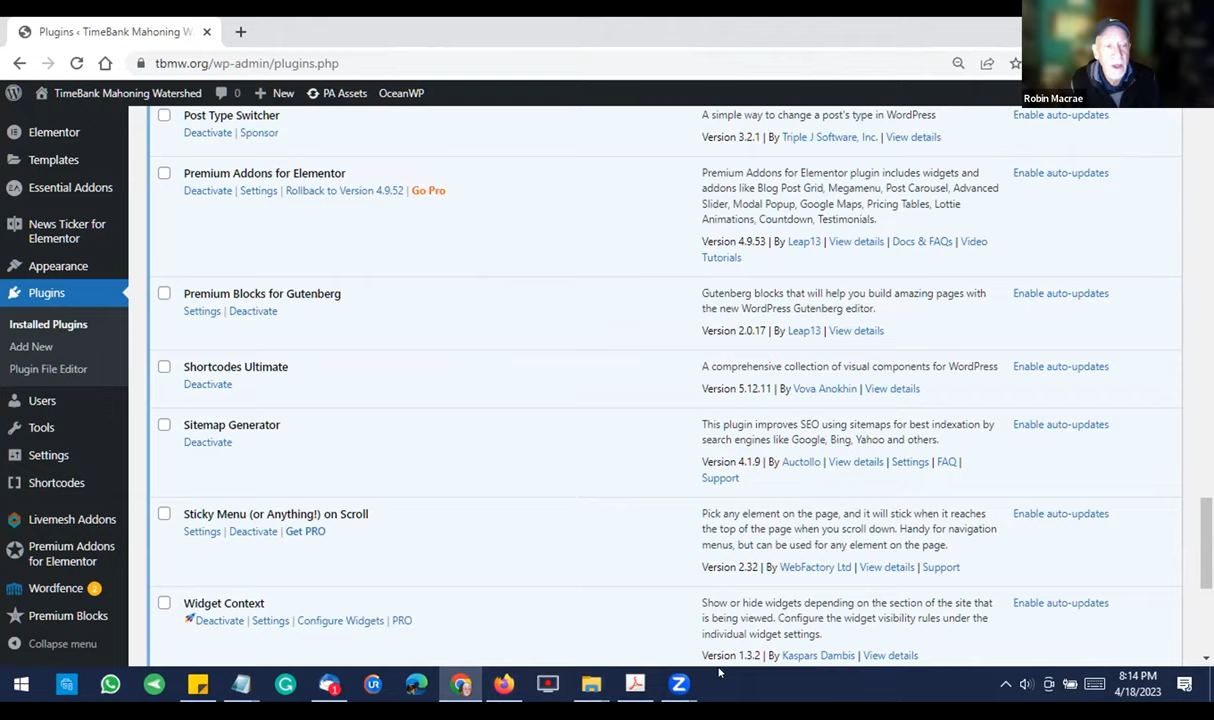 Plugins ‹ TimeBank Mahoning W
tbmw.org/wp-admin/plugins.php
Robin Macrae
TimeBank Mahoning Watershed 0 New PA Assets OceanWP
Elementor
Templates
Essential Addons
News Ticker for
Elementor
Appearance
Plugins
Installed Plugins
Add New
Plugin File Editor
Users
Tools
Settings
Shortcodes
Livemesh Addons
Premium Addons
for Elementor
Wordfence 2
Premium Blocks
Collapse menu
Post Type Switcher
Deactivate | Sponsor
A simple way to change a post's type in WordPress
Version 3.2.1 | By Triple J Software, Inc. | View details
Enable auto-updates
Premium Addons for Elementor
Deactivate | Settings | Rollback to Version 4.9.52 | Go Pro
Premium Addons for Elementor plugin includes widgets and
addons like Blog Post Grid, Megamenu, Post Carousel, Advanced
Slider, Modal Popup, Google Maps, Pricing Tables, Lottie
Animations, Countdown, Testimonials.
Version 4.9.53 | By Leap13 | View details | Docs & FAQs | Video
Tutorials
Enable auto-updates
Premium Blocks for Gutenberg
Settings | Deactivate
Gutenberg blocks that will help you build amazing pages with
the new WordPress Gutenberg editor.
Version 2.0.17 | By Leap13 | View details
Enable auto-updates
Shortcodes Ultimate
Deactivate
A comprehensive collection of visual components for WordPress
Version 5.12.11 | By Vova Anokhin | View details
Enable auto-updates
Sitemap Generator
Deactivate
This plugin improves SEO using sitemaps for best indexation by
search engines like Google, Bing, Yahoo and others.
Version 4.1.9 | By Auctollo | View details | Settings | FAQ |
Support
Enable auto-updates
Sticky Menu (or Anything!) on Scroll
Settings | Deactivate | Get PRO
Pick any element on the page, and it will stick when it reaches
the top of the page when you scroll down. Handy for navigation
menus, but can be used for any element on the page.
Version 2.32 | By WebFactory Ltd | View details | Support
Enable auto-updates
Widget Context
Deactivate | Settings | Configure Widgets | PRO
Show or hide widgets depending on the section of the site that
is being viewed. Configure the widget visibility rules under the
individual widget settings.
Version 1.3.2 | By Kaspars Dambis | View details
Enable auto-updates
8:14 PM
4/18/2023